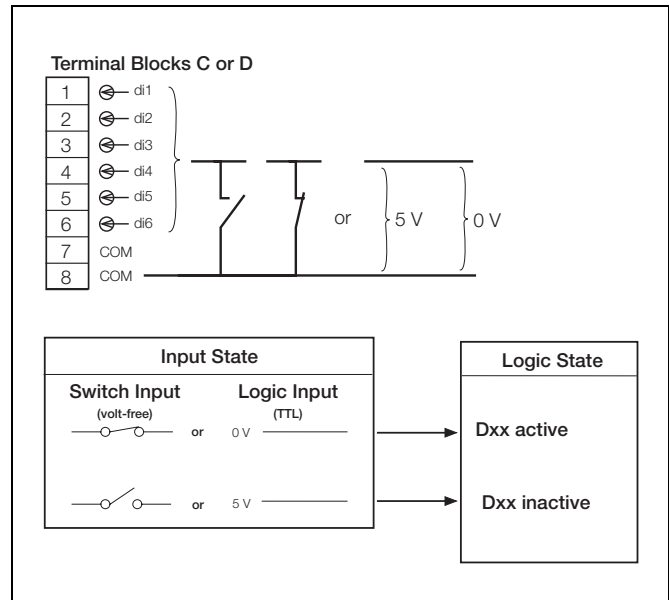 Terminal Blocks C or D
1 di1
2 di2
3 di3
4 di4
5 di5
6 di6
7 COM
8 COM
or 5 V 0 V
Input State
Switch Input Logic Input
(volt-free) (TTL)
or 0 V
or 5 V
Logic State
Dxx active
Dxx inactive